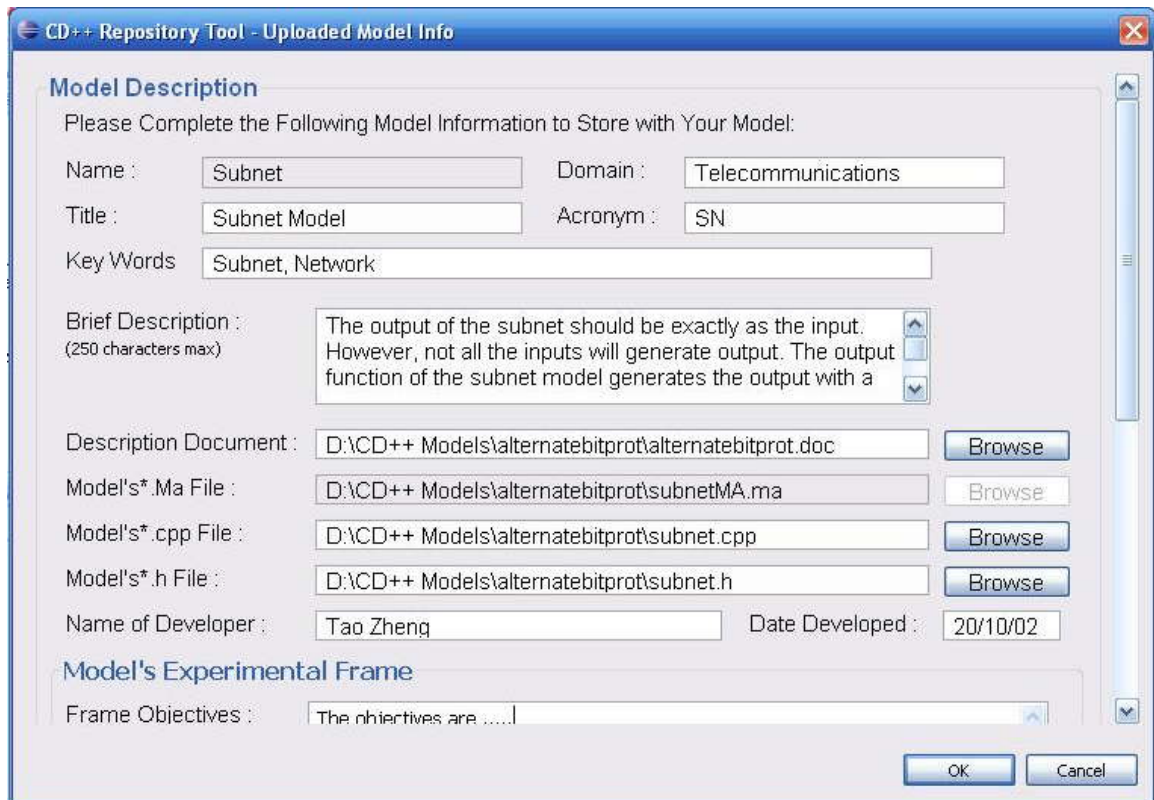 CD++ Repository Tool - Uploaded Model Info
Model Description
Please Complete the Following Model Information to Store with Your Model:
Name : Subnet Domain : Telecommunications
Title : Subnet Model Acronym : SN
Key Words Subnet, Network
Brief Description :
(250 characters max)
The output of the subnet should be exactly as the input.
However, not all the inputs will generate output. The output
function of the subnet model generates the output with a
Description Document : D:\CD++ Models\alternatebitprot\alternatebitprot.doc Browse
Model's*.Ma File : D:\CD++ Models\alternatebitprot\subnetMA.ma Browse
Model's*.cpp File : D:\CD++ Models\alternatebitprot\subnet.cpp Browse
Model's*.h File : D:\CD++ Models\alternatebitprot\subnet.h Browse
Name of Developer : Tao Zheng Date Developed : 20/10/02
Model's Experimental Frame
Frame Objectives : The objectives are .....
OK Cancel